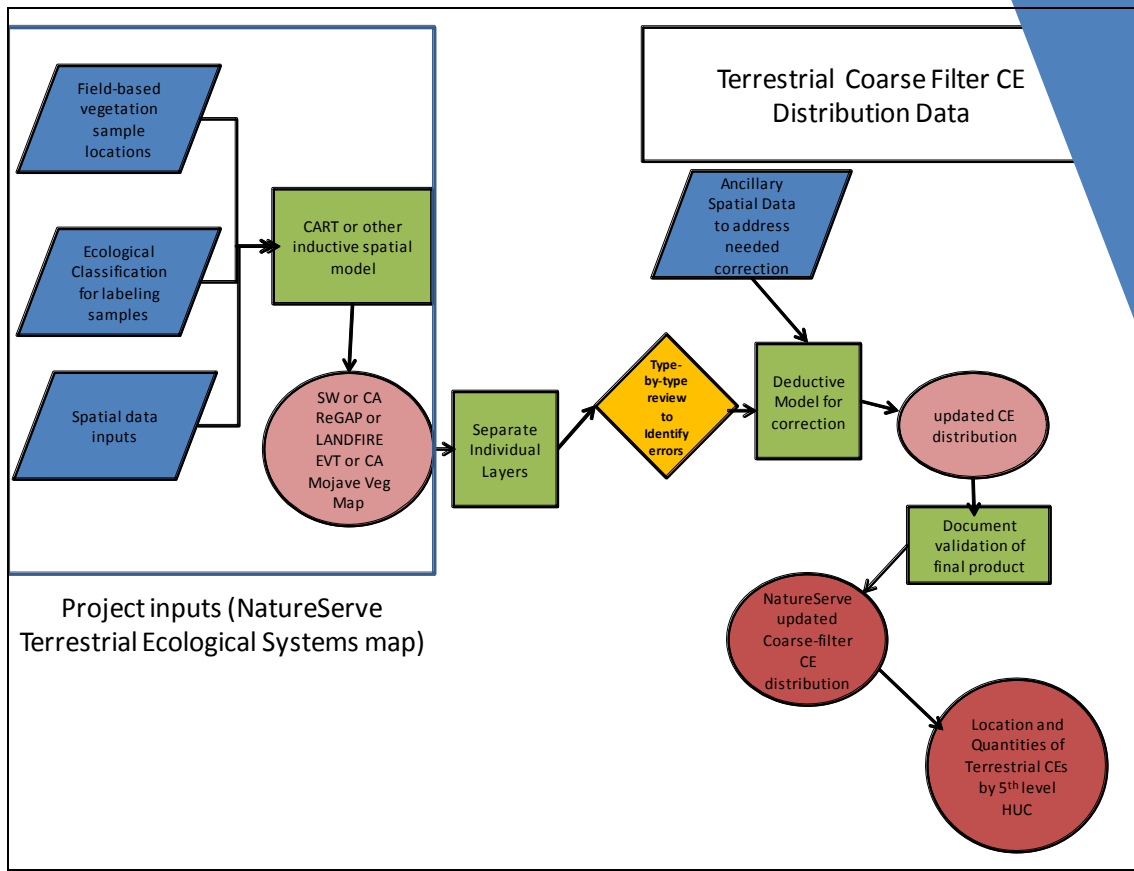 Terrestrial Coarse Filter CE
Distribution Data
Field-based
vegetation
sample
locations
Ecological
Classification
for labeling
samples
Spatial data
inputs
CART or other
inductive spatial
model
SW or CA
ReGAP or
LANDFIRE
EVT or CA
Mojave Veg
Map
Project inputs (NatureServe
Terrestrial Ecological Systems map)
Separate
Individual
Layers
Type-
by-type
review
to
Identify
errors
Ancillary
Spatial Data
to address
needed
correction
Deductive
Model for
correction
updated CE
distribution
Document
validation of
final product
NatureServe
updated
Coarse-filter
CE
distribution
Location and
Quantities of
Terrestrial CEs
by 5th level
HUC